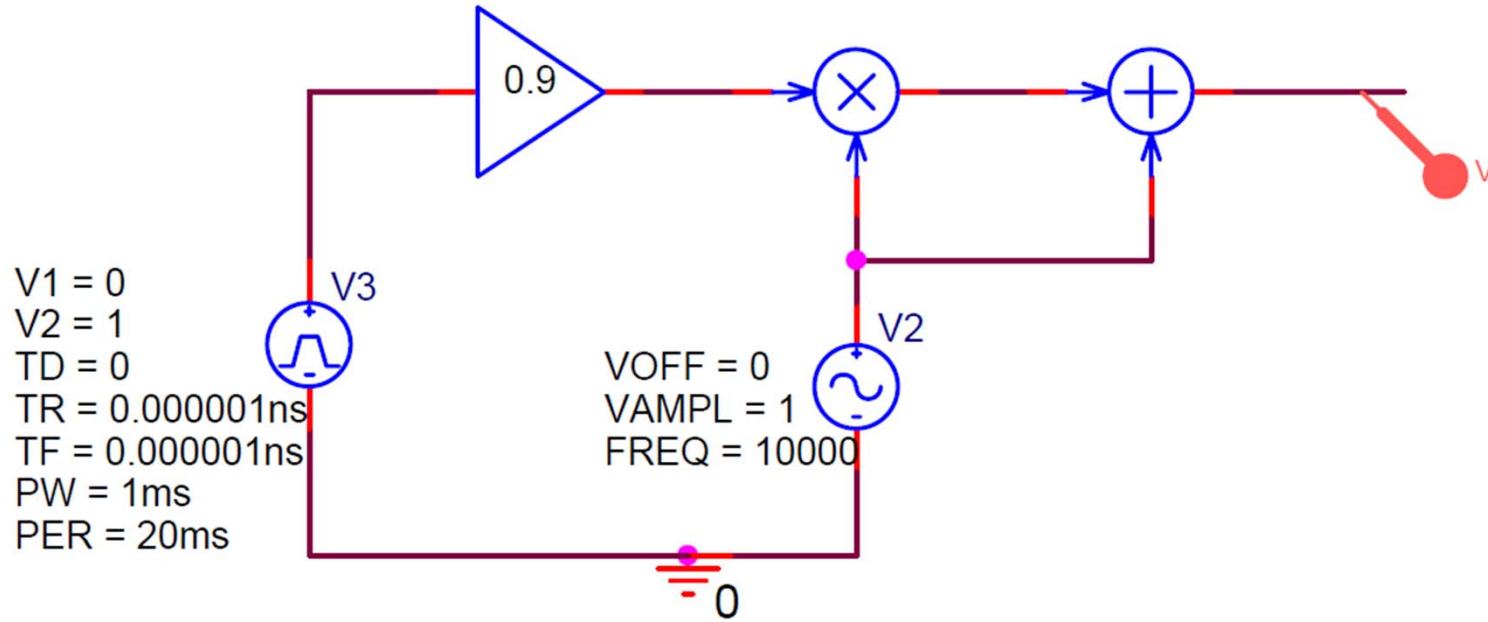 0.9
V
V3
V1 = 0
V2 = 1
TD = 0
TR = 0.000001ns
TF = 0.000001ns
PW = 1ms
PER = 20ms
V2
VOFF = 0
VAMPL = 1
FREQ = 10000
0